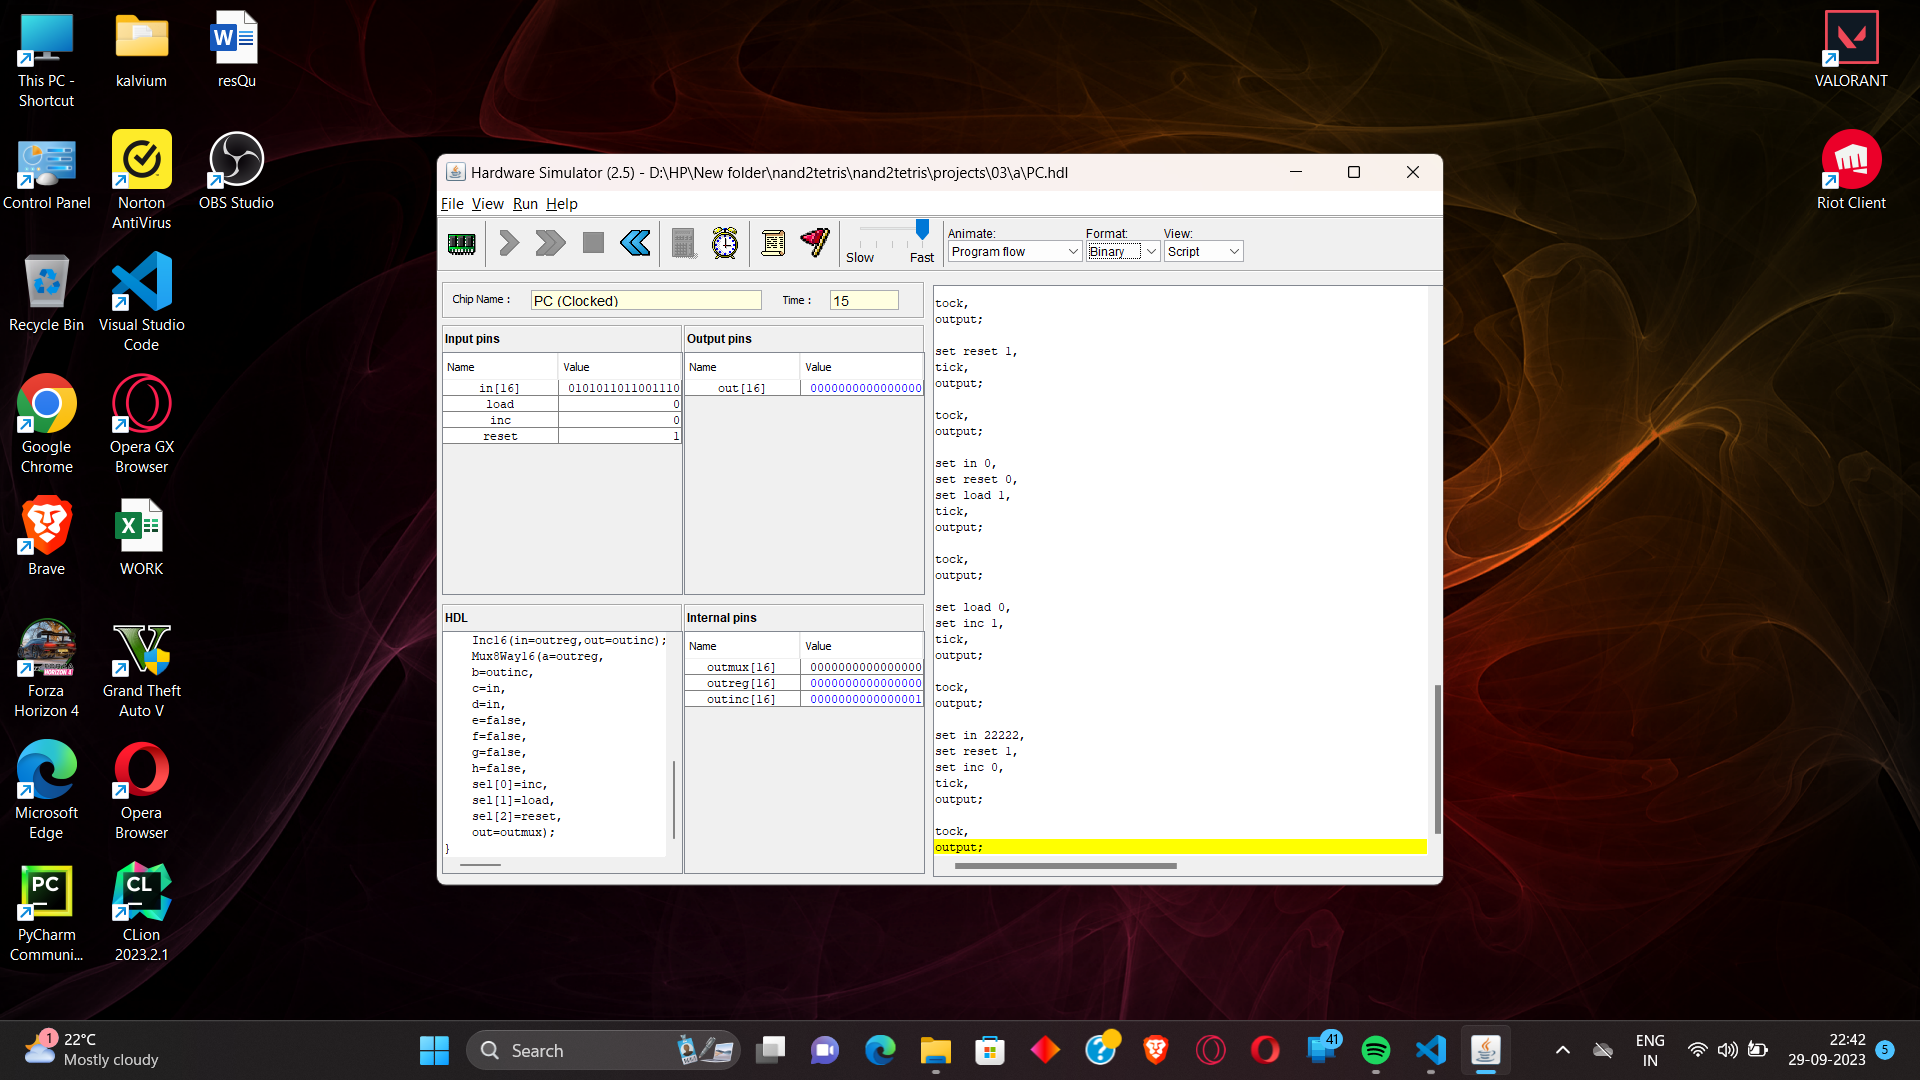 This PC -
Shortcut
kalvium
resQu
Control Panel
Norton
AntiVirus
OBS Studio
Recycle Bin
Visual Studio
Code
Google
Chrome
Opera GX
Browser
Brave
WORK
Forza
Horizon 4
Grand Theft
Auto V
Microsoft
Edge
Opera
Browser
PyCharm
Communi...
CLion
2023.2.1
VALORANT
Riot Client
Hardware Simulator (2.5) - D:\HP\New folder\nand2tetris\nand2tetris\projects\03\a\PC.hdl
File View Run Help
Slow Fast
Animate: Format: View:
Program flow Binary Script
Chip Name : PC (Clocked) Time : 15
Input pins
Name Value
in[16] 0101011011001110
load 0
inc 0
reset 1
Output pins
Name Value
out[16] 0000000000000000
HDL
Inc16(in=outreg,out=outinc);
Mux8Way16(a=outreg,
b=outinc,
c=in,
d=in,
e=false,
f=false,
g=false,
h=false,
sel[0]=inc,
sel[1]=load,
sel[2]=reset,
out=outmux);
}
Internal pins
Name Value
outmux[16] 0000000000000000
outreg[16] 0000000000000000
outinc[16] 0000000000000001
tock,
output;
set reset 1,
tick,
output;
tock,
output;
set in 0,
set reset 0,
set load 1,
tick,
output;
tock,
output;
set load 0,
set inc 1,
tick,
output;
tock,
output;
set in 22222,
set reset 1,
set inc 0,
tick,
output;
tock,
output;
1
22°C
Mostly cloudy
Search
41
ENG
IN
22:42
29-09-2023
5